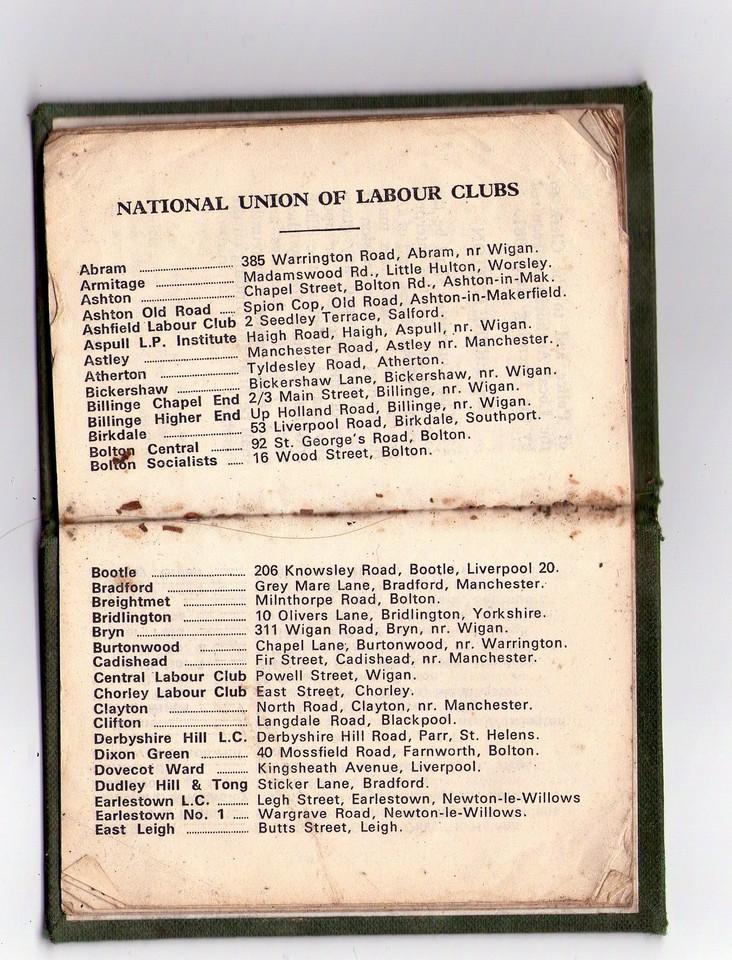 NATIONAL UNION OF LABOUR CLUBS
Abram ........................ 385 Warrington Road, Abram, nr Wigan.
Armitage .................... Madamswood Rd., Little Hulton, Worsley.
Ashton ........................ Chapel Street, Bolton Rd., Ashton-in-Mak.
Ashton Old Road ...... Spion Cop, Old Road, Ashton-in-Makerfield.
Ashfield Labour Club 2 Seedley Terrace, Salford.
Aspull L.P. Institute Haigh Road, Haigh, Aspull, nr. Wigan.
Astley ........................ Manchester Road, Astley nr. Manchester.
Atherton .................... Tyldesley Road, Atherton.
Bickershaw ................ Bickershaw Lane, Bickershaw, nr. Wigan.
Billinge Chapel End 2/3 Main Street, Billinge, nr. Wigan.
Billinge Higher End Up Holland Road, Billinge, nr. Wigan.
Birkdale .................... 53 Liverpool Road, Birkdale, Southport.
Bolton Central ........ 92 St. George's Road, Bolton.
Bolton Socialists .... 16 Wood Street, Bolton.
Bootle ........................ 206 Knowsley Road, Bootle, Liverpool 20.
Bradford .................... Grey Mare Lane, Bradford, Manchester.
Breightmet ................ Milnthorpe Road, Bolton.
Bridlington ................ 10 Olivers Lane, Bridlington, Yorkshire.
Bryn ............................ 311 Wigan Road, Bryn, nr. Wigan.
Burtonwood ............ Chapel Lane, Burtonwood, nr. Warrington.
Cadishead ................ Fir Street, Cadishead, nr. Manchester.
Central Labour Club Powell Street, Wigan.
Chorley Labour Club East Street, Chorley.
Clayton .................... North Road, Clayton, nr. Manchester.
Clifton ........................ Langdale Road, Blackpool.
Derbyshire Hill L.C. Derbyshire Hill Road, Parr, St. Helens.
Dixon Green ............ 40 Mossfield Road, Farnworth, Bolton.
Dovecot Ward ........ Kingsheath Avenue, Liverpool.
Dudley Hill & Tong Sticker Lane, Bradford.
Earlestown L.C. ........ Legh Street, Earlestown, Newton-le-Willows
Earlestown No. 1 .... Wargrave Road, Newton-le-Willows.
East Leigh ................ Butts Street, Leigh.